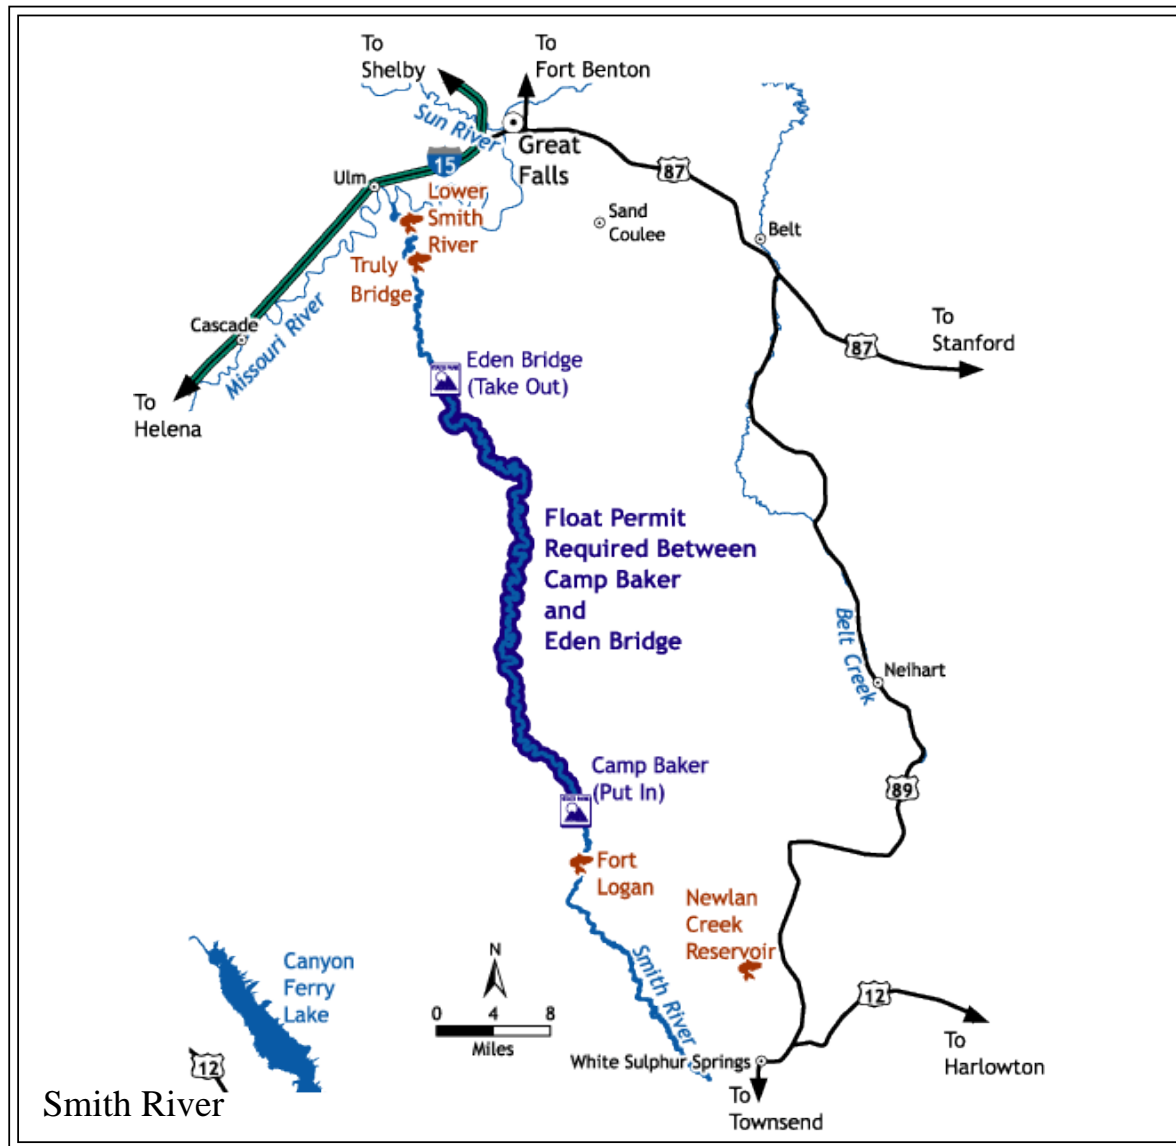 To
Shelby
To
Fort Benton
Sun River
Great
Falls
15
87
Ulm
Lower
Smith
River
Sand
Coulee
Belt
Truly
Bridge
Cascade
Missouri River
To
Stanford
87
Eden Bridge
(Take Out)
To
Helena
Float Permit
Required Between
Camp Baker
and
Eden Bridge
Belt Creek
Neihart
Camp Baker
(Put In)
89
Fort
Logan
Newlan
Creek
Reservoir
Smith River
Canyon
Ferry
Lake
N
0 4 8
Miles
12
To
Harlowton
White Sulphur Springs
12
To
Townsend
Smith River